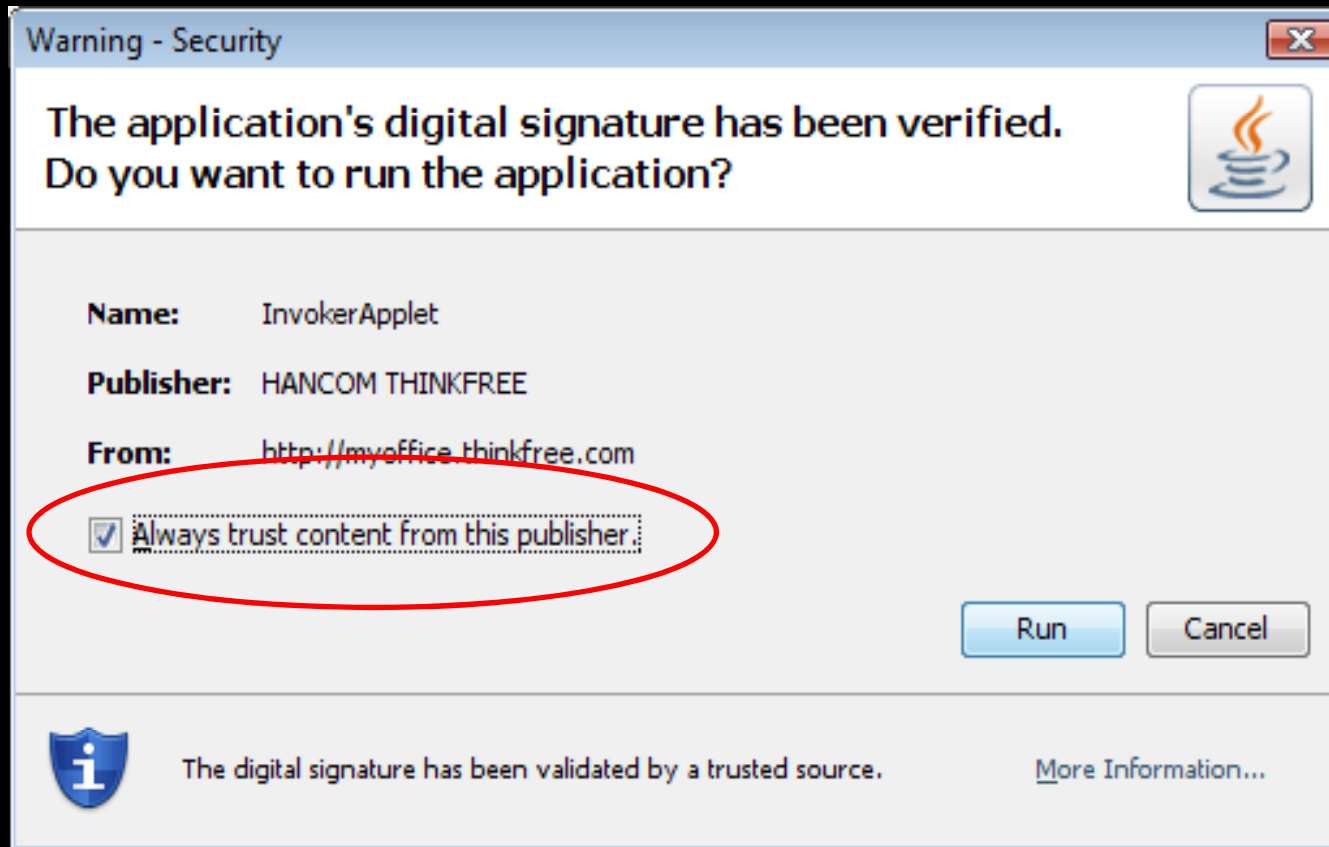 Warning - Security
The application's digital signature has been verified.
Do you want to run the application?
Name: InvokerApplet
Publisher: HANCOM THINKFREE
From: http://myoffice.thinkfree.com
Always trust content from this publisher.
Run Cancel
The digital signature has been validated by a trusted source. More Information...